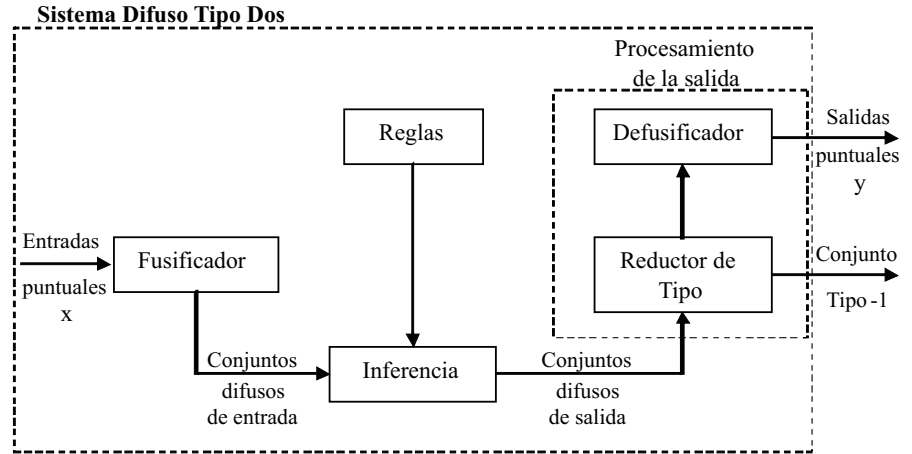 Sistema Difuso Tipo Dos
Procesamiento
de la salida
Reglas
Defusificador
Salidas
puntuales
y
Entradas
puntuales
x
Fusificador
Reductor de
Tipo
Conjunto
Tipo -1
Conjuntos
difusos
de entrada
Inferencia
Conjuntos
difusos
de salida